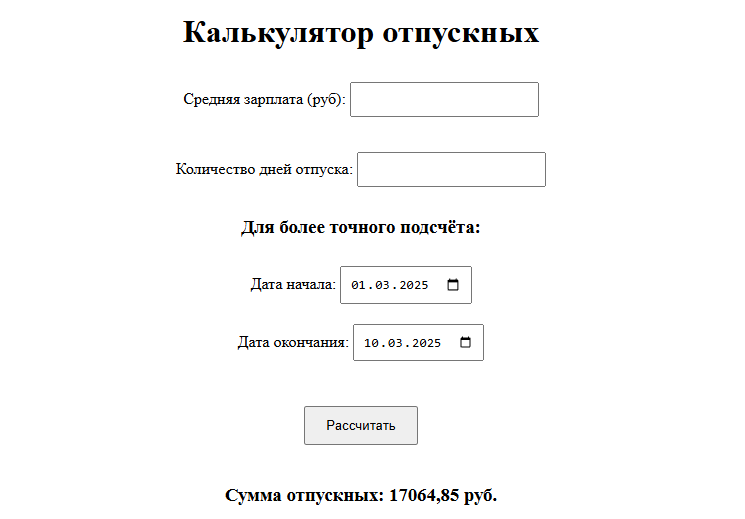 Калькулятор отпускных
Средняя зарплата (руб):
Количество дней отпуска:
Для более точного подсчёта:
Дата начала: 01.03.2025
Дата окончания: 10.03.2025
Рассчитать
Сумма отпускных: 17064,85 руб.